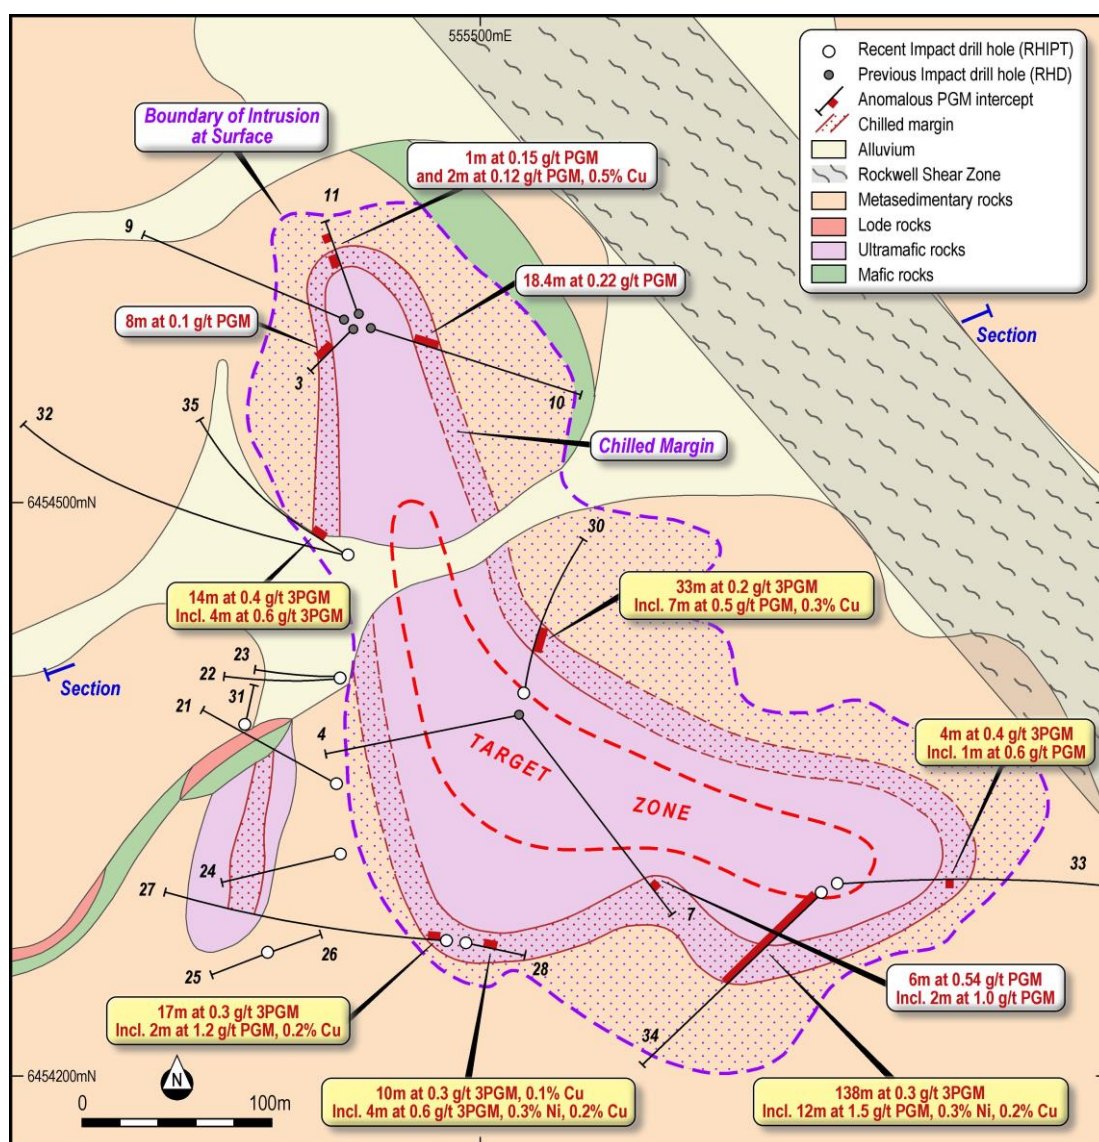 555500mE
Recent Impact drill hole (RHIPT)
Previous Impact drill hole (RHD)
Anomalous PGM intercept
Chilled margin
Alluvium
Rockwell Shear Zone
Metasedimentary rocks
Lode rocks
Ultramafic rocks
Mafic rocks
Boundary of Intrusion
at Surface
1m at 0.15 g/t PGM
and 2m at 0.12 g/t PGM, 0.5% Cu
11
9
18.4m at 0.22 g/t PGM
8m at 0.1 g/t PGM
Section
3
10
32
35
Chilled Margin
6454500mN
30
14m at 0.4 g/t 3PGM
Incl. 4m at 0.6 g/t 3PGM
33m at 0.2 g/t 3PGM
Incl. 7m at 0.5 g/t PGM, 0.3% Cu
Section
23
22
31
21
4
TARGET
ZONE
4m at 0.4 g/t 3PGM
Incl. 1m at 0.6 g/t PGM
24
27
33
7
26
25
28
6m at 0.54 g/t PGM
Incl. 2m at 1.0 g/t PGM
17m at 0.3 g/t 3PGM
Incl. 2m at 1.2 g/t PGM, 0.2% Cu
34
6454200mN
N
0
100m
10m at 0.3 g/t 3PGM, 0.1% Cu
Incl. 4m at 0.6 g/t 3PGM, 0.3% Ni, 0.2% Cu
138m at 0.3 g/t 3PGM
Incl. 12m at 1.5 g/t PGM, 0.3% Ni, 0.2% Cu